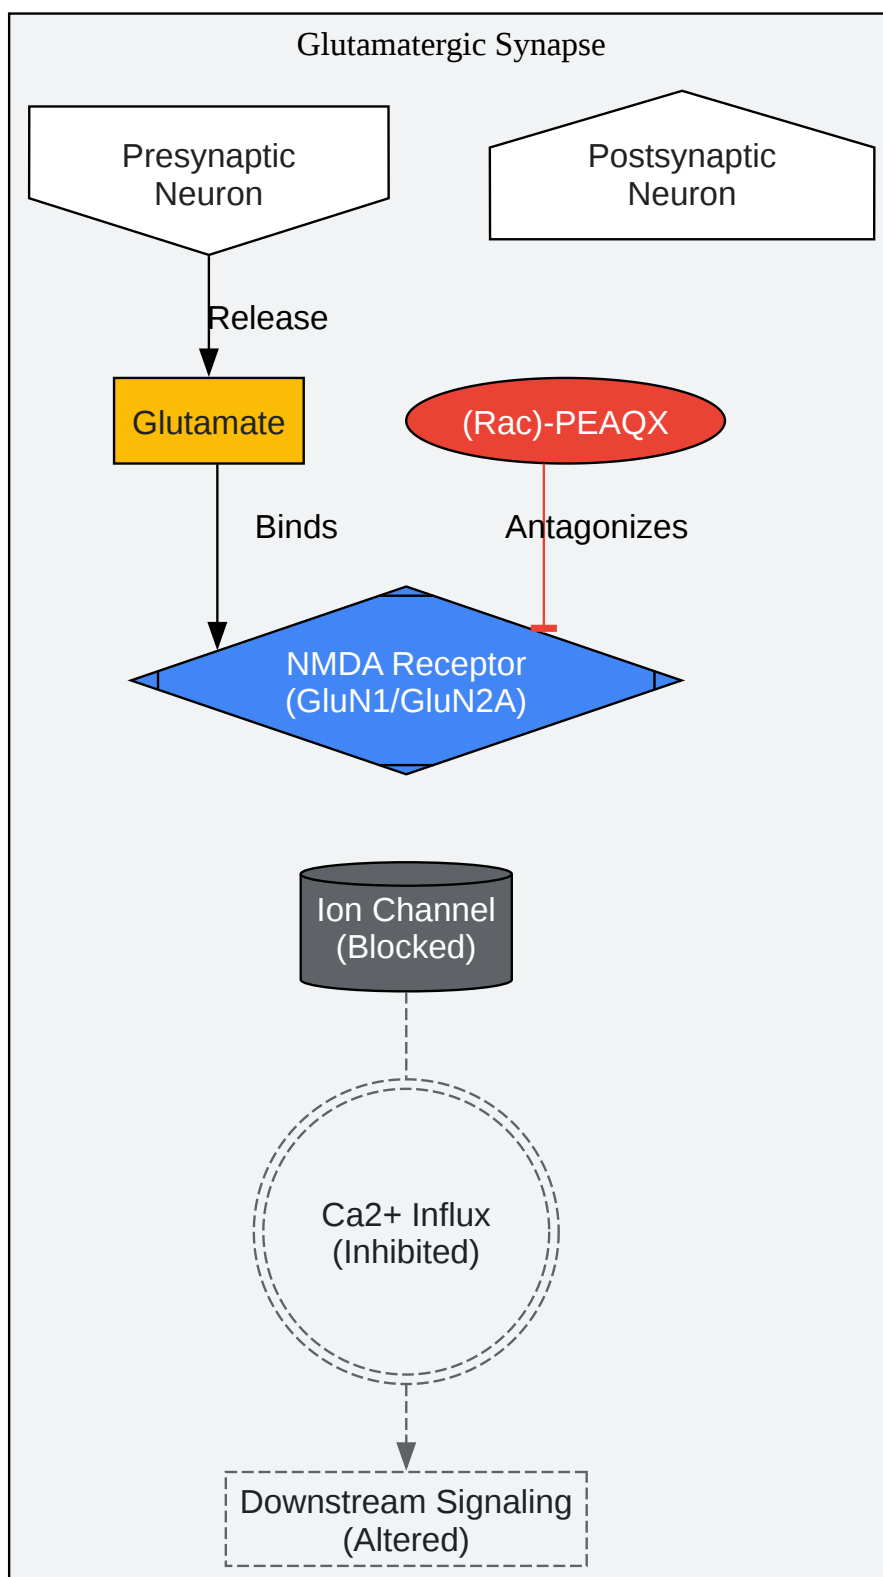 Glutamatergic Synapse
Presynaptic
Neuron
Postsynaptic
Neuron
Release
Glutamate
(Rac)-PEAQX
Binds
Antagonizes
NMDA Receptor
(GluN1/GluN2A)
Ion Channel
(Blocked)
Ca2+ Influx
(Inhibited)
Downstream Signaling
(Altered)